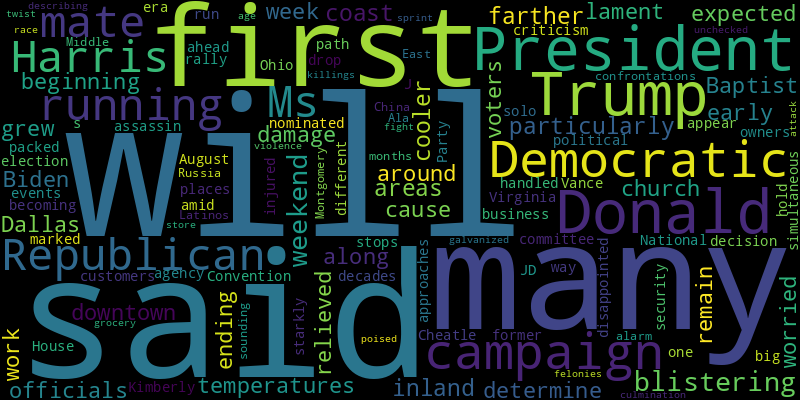 twist
describing
era
mate
first
run
age
coast
week
sprint
farther
criticism
lament
expected
unchecked
race
Middle
Harris
beginning
ahead
rally
Ohio
path
drop
killings
East
President
confrontations
Trump
Baptist
running
Ms
damage
nominated
China
J
Ala
fight
cooler
Party
voters
solo
particularly
political
early
appear
owners
attack
grew
s
assassin
packed
election
will
violence
August
Russia
months
around
areas
cause
Democratic
Biden
events
becoming
places
amid
Latinos
store
injured
Montgomery
different
weekend
handled
Vance
church
Virginia
business
Donald
bold
simultaneous
Dallas
marked
Republican
customers
agency
Convention
along
stops
decades
approaches
galvanized
committee
National
decision
JD
way
disappointed
security
many
said
downtown
grocery
House
work
ending
sounding
starkly
relieved
poised
Cheatle
former
alarm
one
remain
big
worried
campaign
felonies
officials
Kimberly
temperatures
inland
determine
culmination
blistering